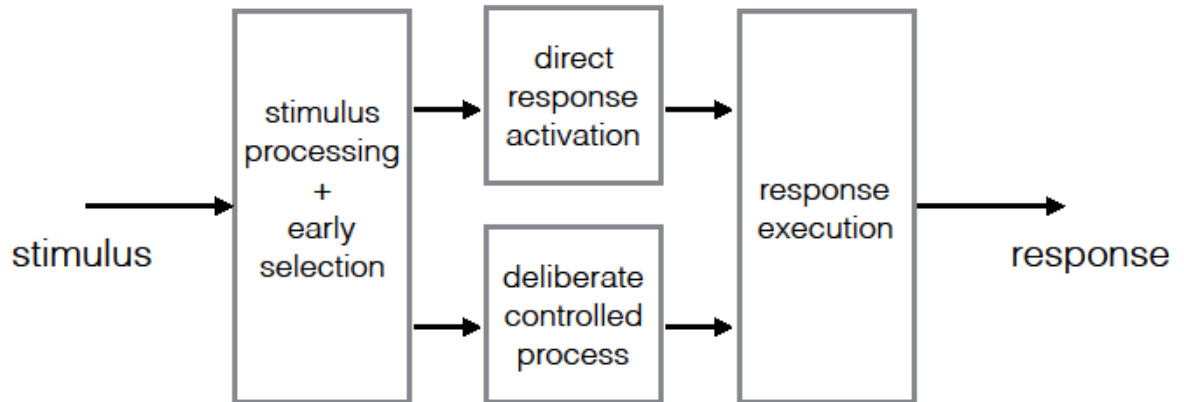 stimulus
stimulus
processing
+
early
selection
direct
response
activation
deliberate
controlled
process
response
execution
response